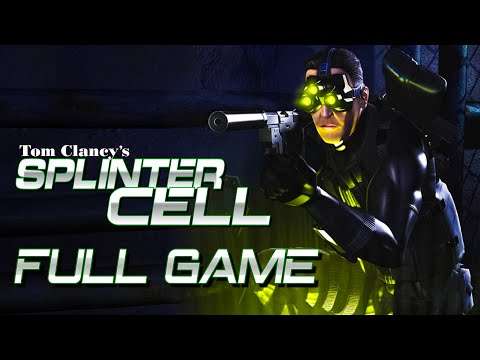 Tom Clancy's
SPLINTER
CELL
FULL GAME